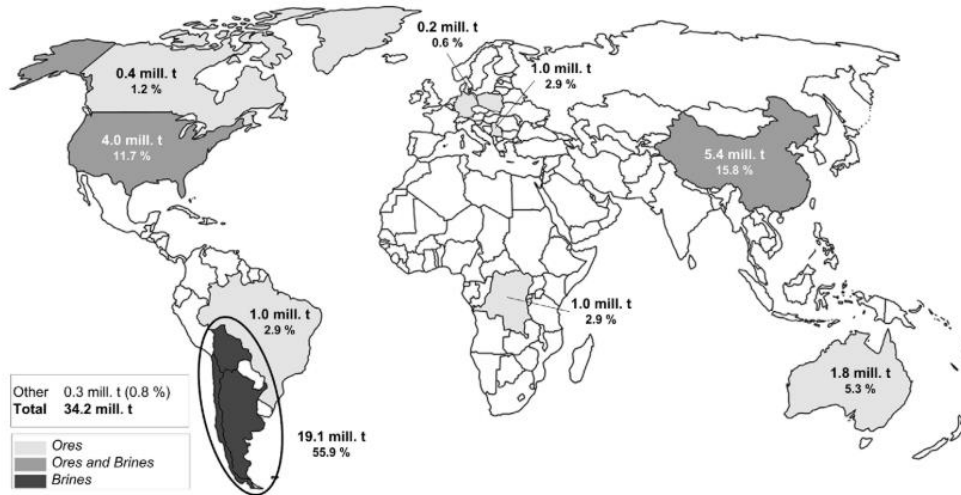 0.2 mill. t
0.6 %
0.4 mill. t
1.2 %
1.0 mill. t
2.9 %
4.0 mill. t
11.7 %
5.4 mill. t
15.8 %
1.0 mill. t
2.9 %
1.0 mill. t
2.9 %
1.8 mill. t
5.3 %
Other 0.3 mill. t (0.8 %)
Total 34.2 mill. t
19.1 mill. t
55.9 %
Ores
Ores and Brines
Brines